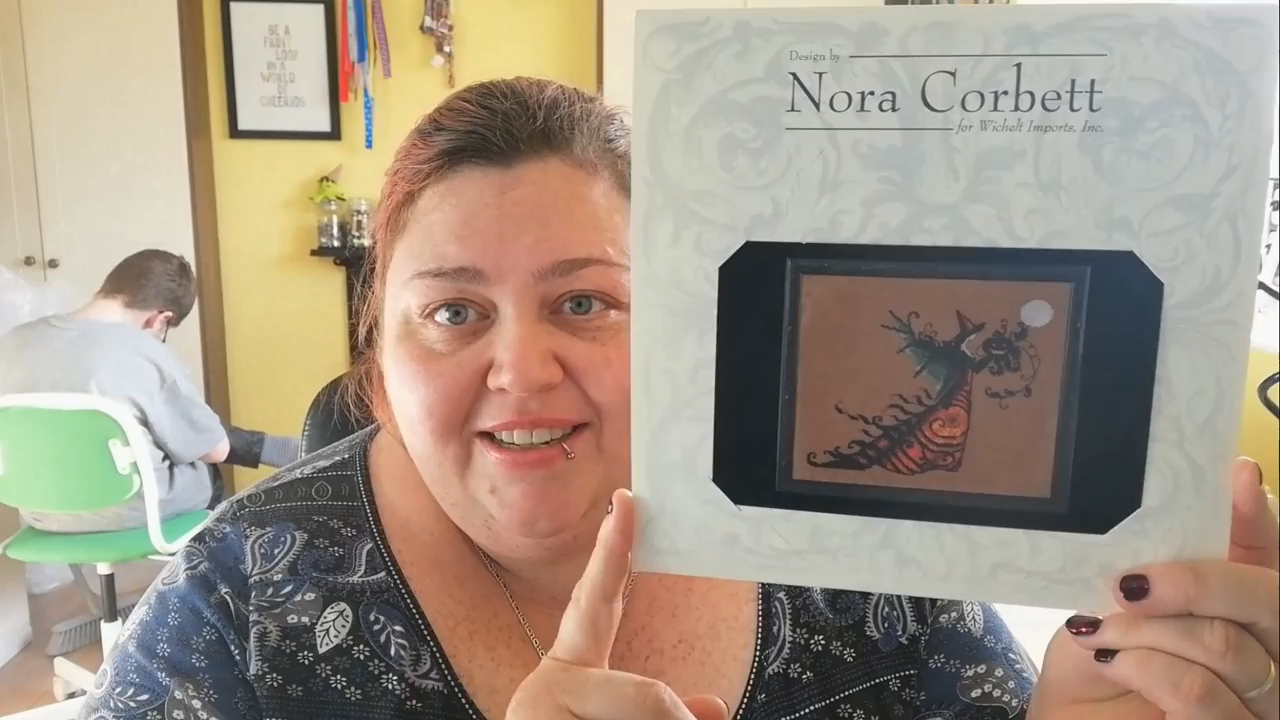 BE A
FRUIT
LOOP
IN A
WORLD
OF
CHEERIOS
Design by
Nora Corbett
for Wichelt Imports, Inc.